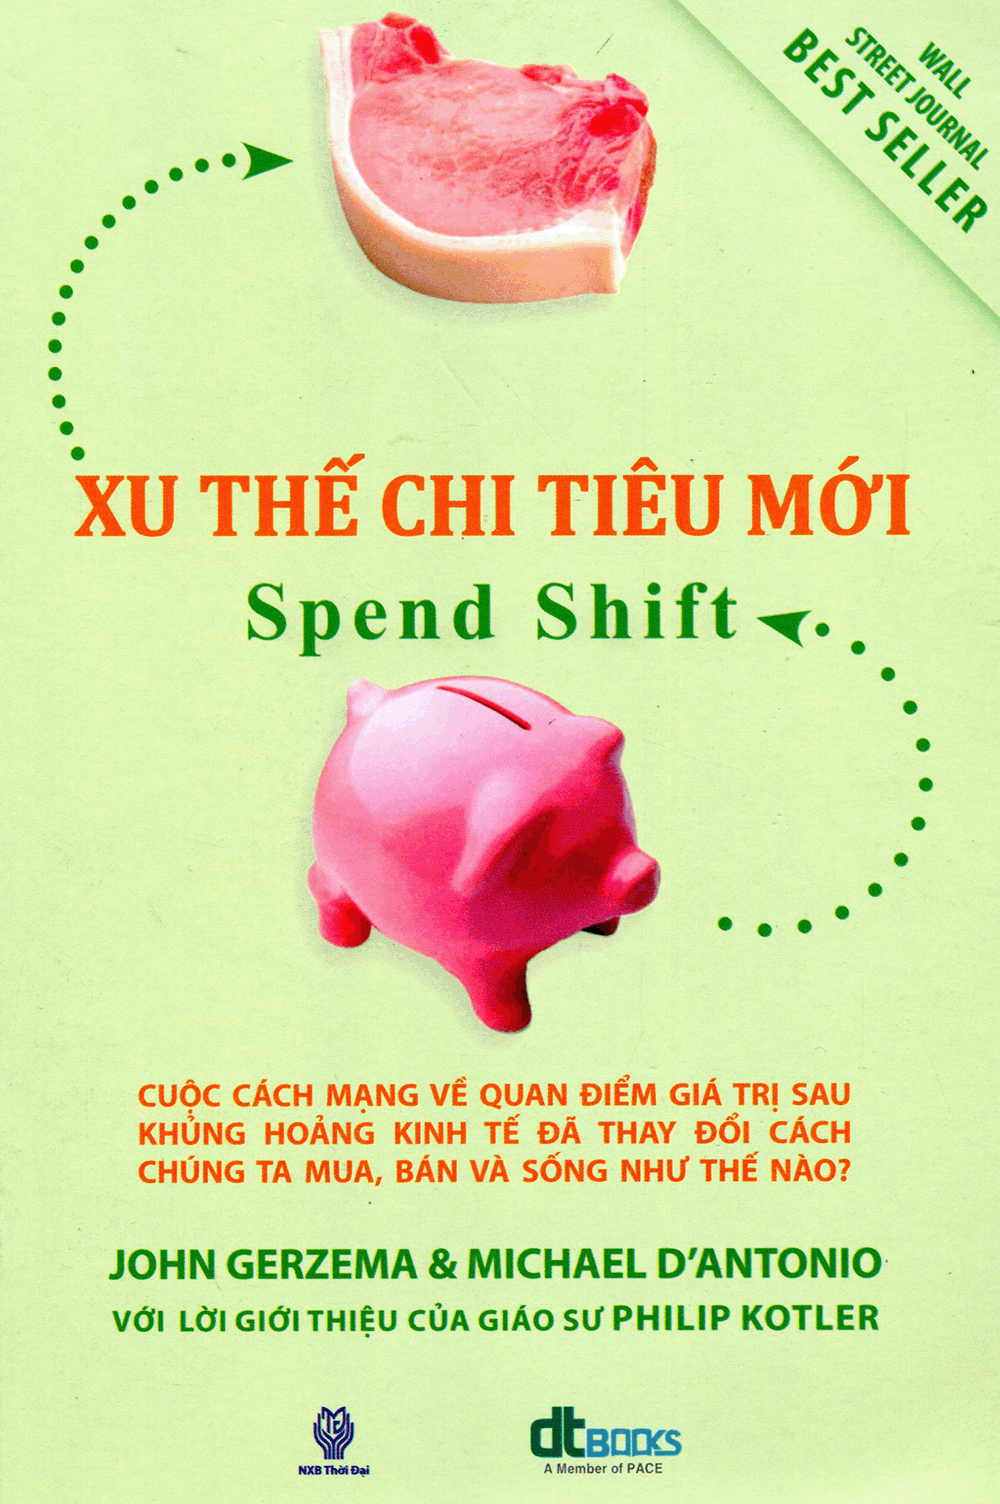 WALL
STREET JOURNAL
BEST SELLER
XU THẾ CHI TIÊU MỚI
Spend Shift
CUỘC CÁCH MẠNG VỀ QUAN ĐIỂM GIÁ TRỊ SAU
KHỦNG HOẢNG KINH TẾ ĐÃ THAY ĐỔI CÁCH
CHÚNG TA MUA, BÁN VÀ SỐNG NHƯ THẾ NÀO?
JOHN GERZEMA & MICHAEL D'ANTONIO
VỚI LỜI GIỚI THIỆU CỦA GIÁO SƯ PHILIP KOTLER
NXB Thời Đại
dtBOOKS
A Member of PACE